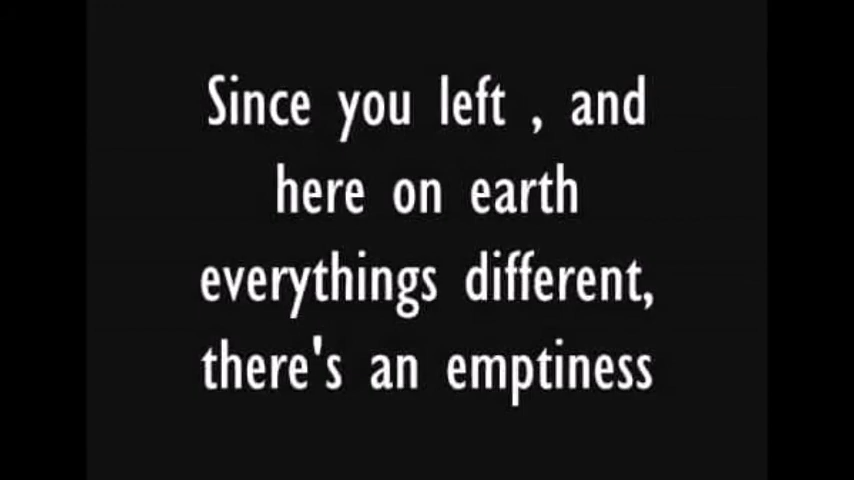 Since you left , and
here on earth
everythings different,
there's an emptiness